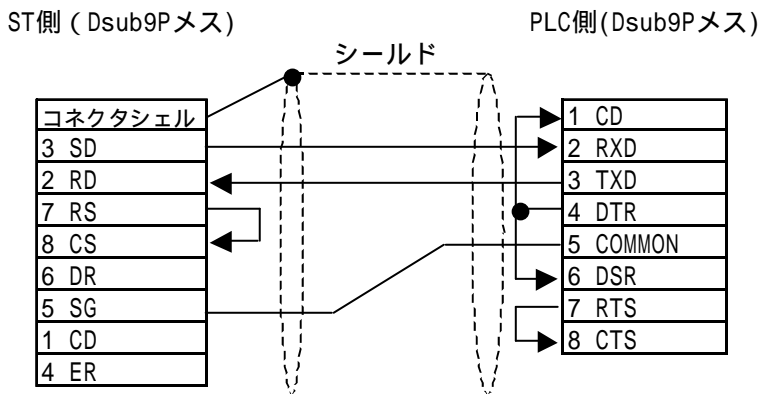 ST側（Dsub9Pメス)
PLC側(Dsub9Pメス)
シールド
コネクタシェル
3 SD
2 RD
7 RS
8 CS
6 DR
5 SG
1 CD
4 ER
1 CD
2 RXD
3 TXD
4 DTR
5 COMMON
6 DSR
7 RTS
8 CTS